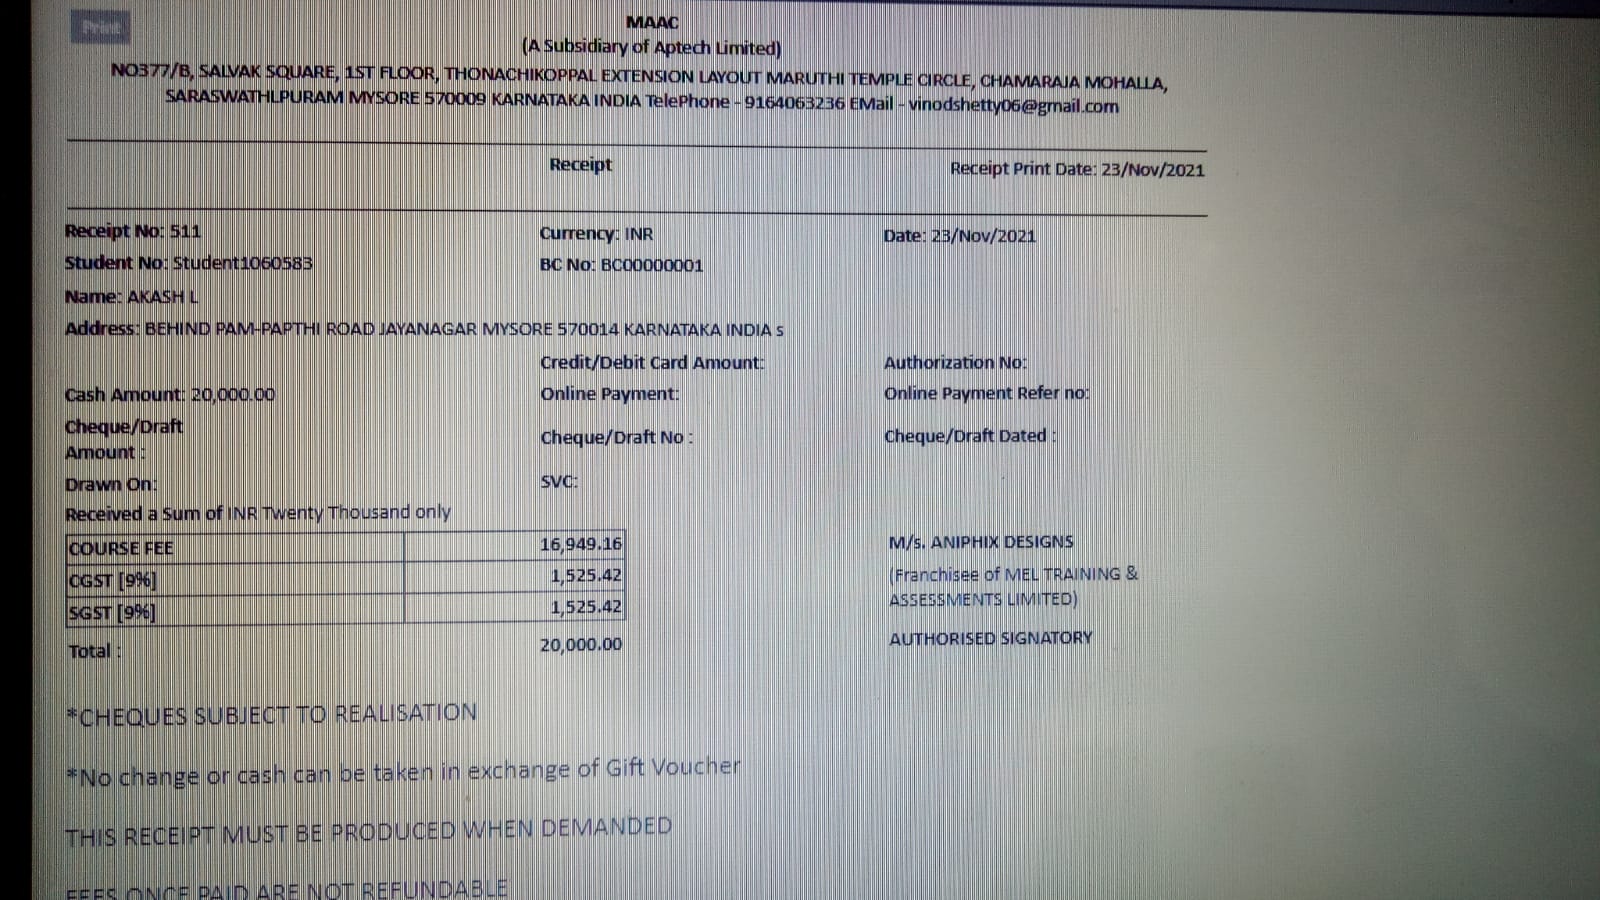 Print
MAAC
(A Subsidiary of Aptech Limited)
NO377/B, SALVAK SQUARE, 1ST FLOOR, THONACHIKOPPAL EXTENSION LAYOUT MARUTHI TEMPLE CIRCLE, CHAMARAJA MOHALLA,
SARASWATHI,PURAM MYSORE 570009 KARNATAKA INDIA TelePhone - 9164063236 EMail - vinodshetty06@gmail.com
Receipt
Receipt Print Date: 23/Nov/2021
Receipt No: 511 Currency: INR Date: 23/Nov/2021
Student No: Student1060583 BC No: BC00000001
Name: AKASH L
Address: BEHIND PAM-PAPTHI ROAD JAYANAGAR MYSORE 570014 KARNATAKA INDIA s
Credit/Debit Card Amount: Authorization No:
Cash Amount: 20,000.00 Online Payment: Online Payment Refer no:
Cheque/Draft
Amount : Cheque/Draft No : Cheque/Draft Dated :
Drawn On: SVC:
Received a Sum of INR Twenty Thousand only
COURSE FEE 16,949.16 M/s. ANIPHIX DESIGNS
CGST [9%] 1,525.42 (Franchisee of MEL TRAINING &
SGST [9%] 1,525.42 ASSESSMENTS LIMITED)
Total : 20,000.00 AUTHORISED SIGNATORY
*CHEQUES SUBJECT TO REALISATION
*No change or cash can be taken in exchange of Gift Voucher
THIS RECEIPT MUST BE PRODUCED WHEN DEMANDED
FEES ONCE PAID ARE NOT REFUNDABLE